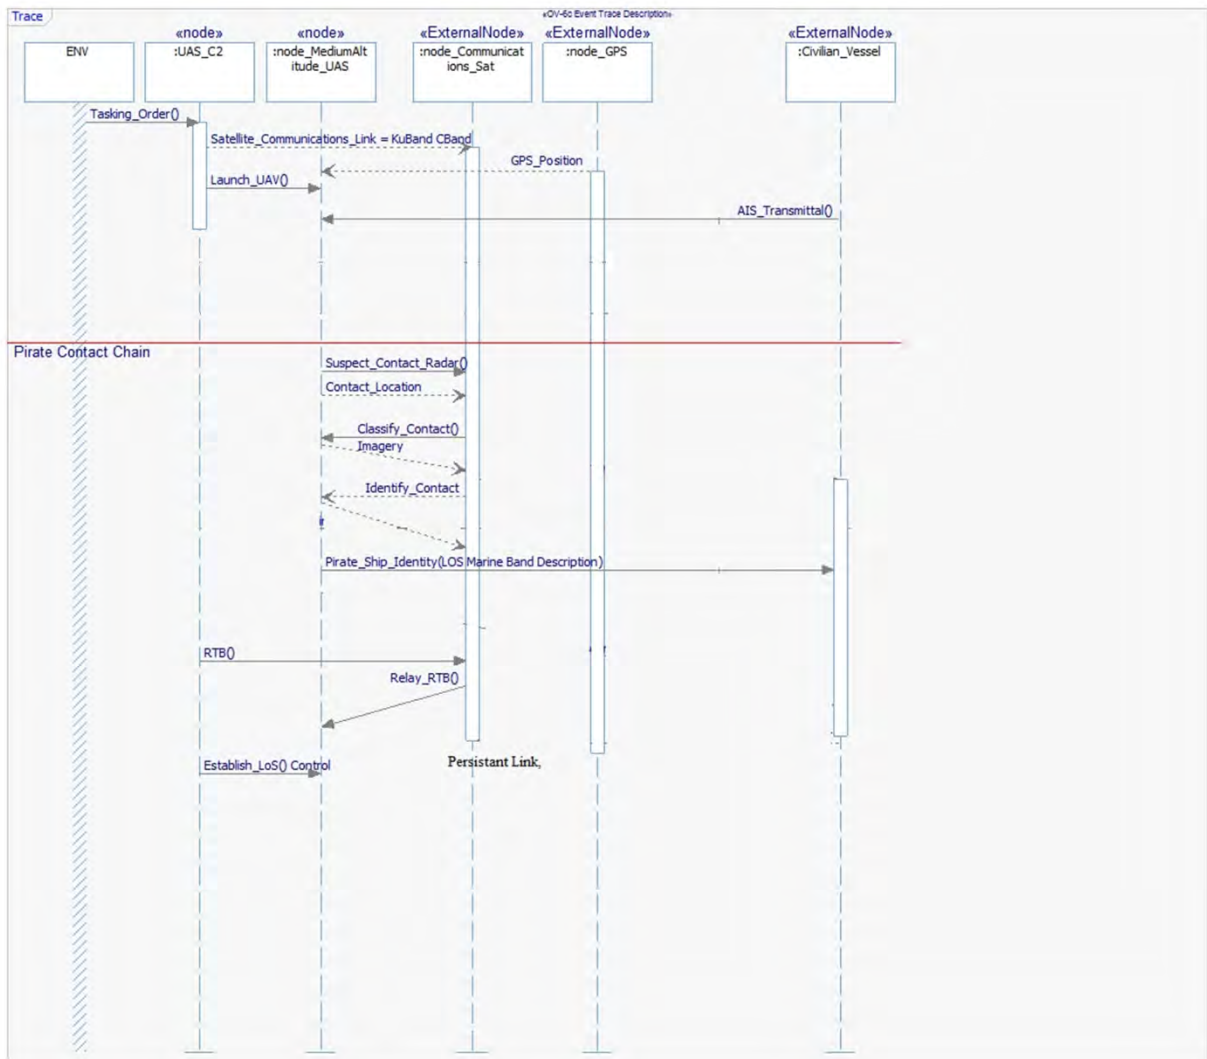 Trace
«OV-6c Event Trace Description»
«node» «node» «ExternalNode» «ExternalNode» «ExternalNode»
ENV :UAS_C2 :node_MediumAlt :node_Communicat :node_GPS :Civilian_Vessel
itude_UAS ions_Sat
Tasking_Order()
Satellite_Communications_Link = KuBand CBand
GPS_Position
Launch_UAV()
AIS_Transmittal()
Pirate Contact Chain
Suspect_Contact_Radar()
Contact_Location
Classify_Contact()
Imagery
Identify_Contact
Pirate_Ship_Identity(LOS Marine Band Description)
RTB()
Relay_RTB()
Persistant Link,
Establish_LoS() Control